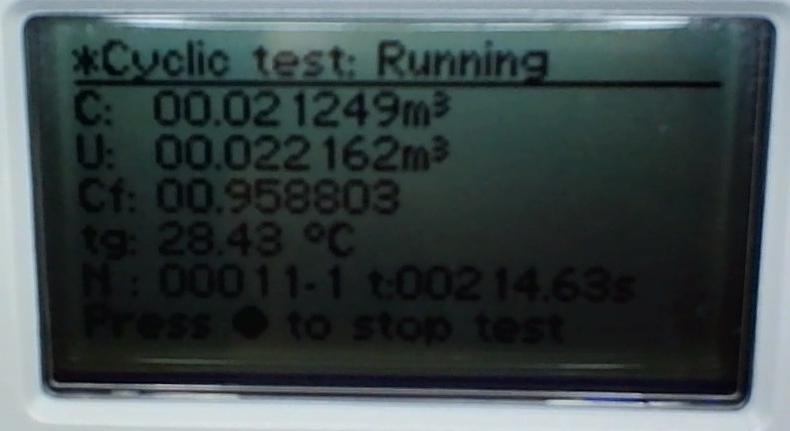 *Cyclic test: Running
C: 00.021249m³
U: 00.022162m³
Cf: 00.958803
tg: 28.43 °C
N : 00011-1 t:00214.63s
Press ● to stop test